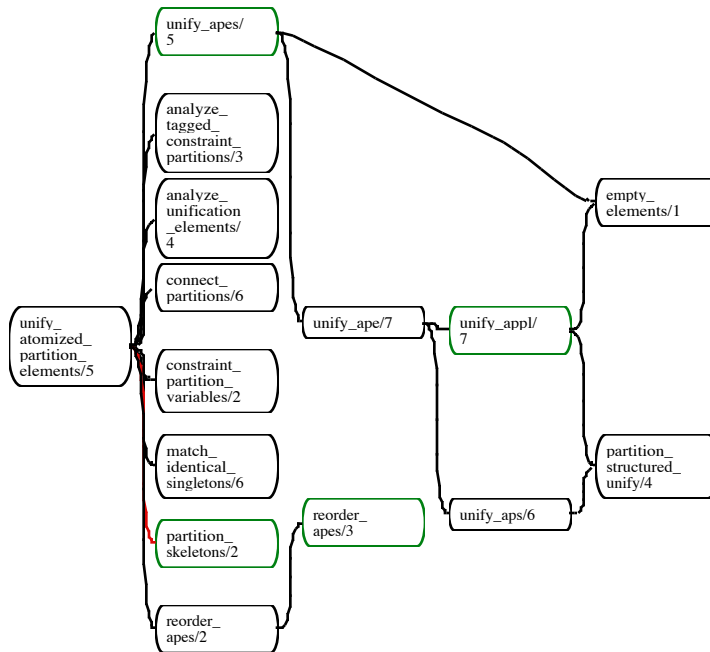 unify_apes/
5
analyze_
tagged_
constraint_
partitions/3
analyze_
unification
_elements/
4
connect_
partitions/6
unify_
atomized_
partition_
elements/5
constraint_
partition_
variables/2
match_
identical_
singletons/6
partition_
skeletons/2
reorder_
apes/2
unify_ape/7
reorder_
apes/3
unify_appl/
7
unify_aps/6
empty_
elements/1
partition_
structured_
unify/4